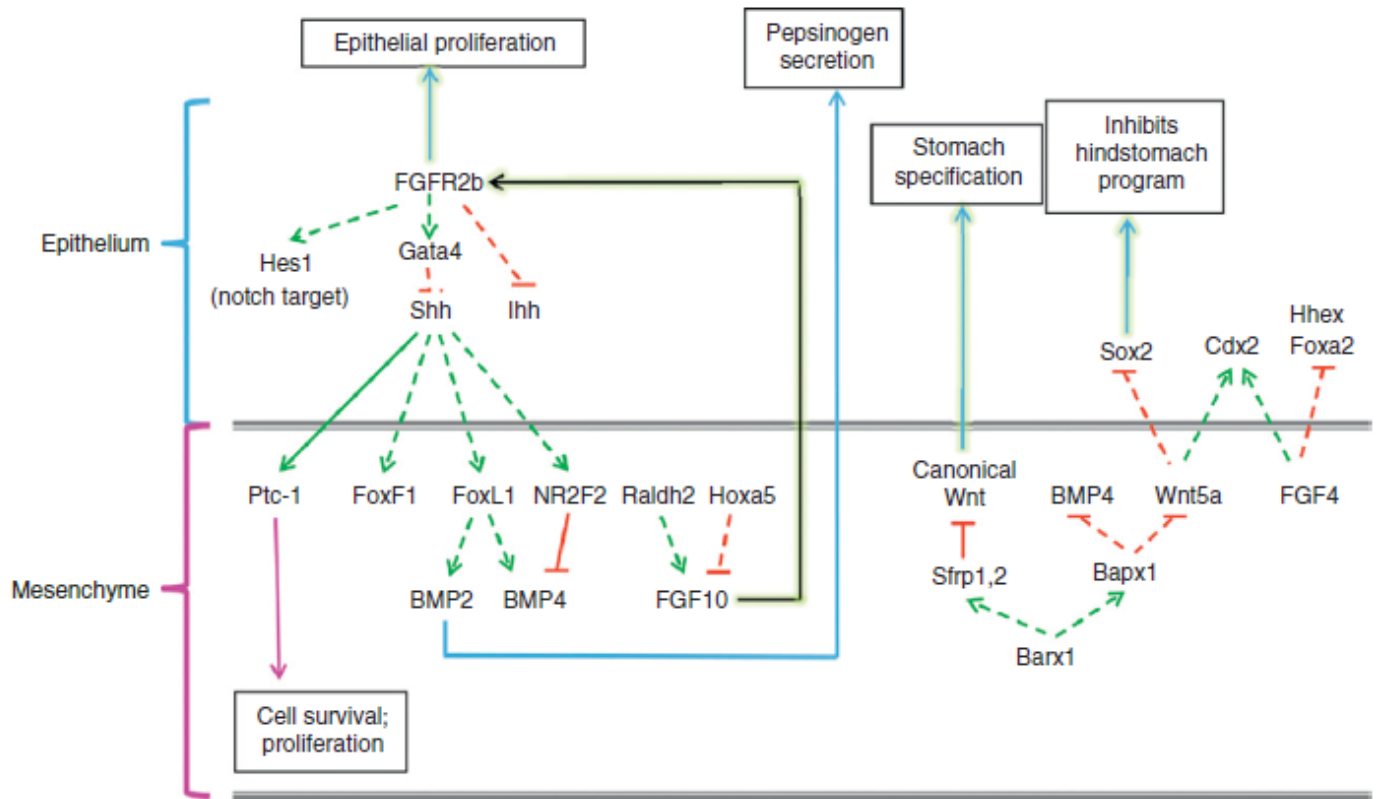 Epithelial proliferation
Pepsinogen
secretion
Stomach
specification
Inhibits
hindstomach
program
FGFR2b
Epithelium
Hes1
(notch target)
Gata4
Shh
Ihh
Sox2
Cdx2
Hhex
Foxa2
Ptc-1
FoxF1
FoxL1
NR2F2
Raldh2
Hoxa5
Canonical
Wnt
BMP4
Wnt5a
FGF4
Mesenchyme
BMP2
BMP4
FGF10
Sfrp1,2
Bapx1
Barx1
Cell survival;
proliferation